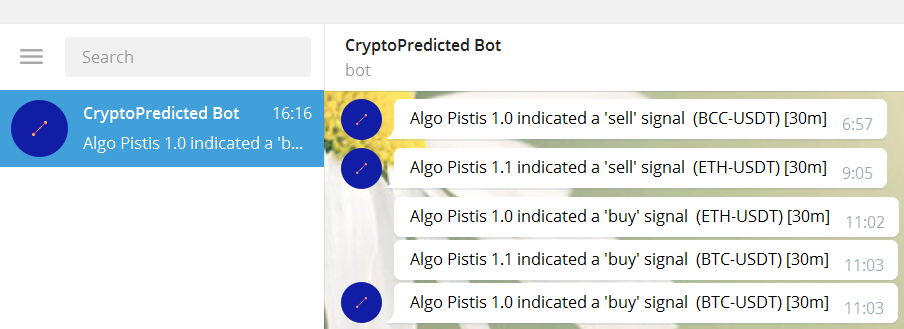 Search
CryptoPredicted Bot 16:16
Algo Pistis 1.0 indicated a 'b...
CryptoPredicted Bot
bot
Algo Pistis 1.0 indicated a 'sell' signal (BCC-USDT) [30m] 6:57
Algo Pistis 1.1 indicated a 'sell' signal (ETH-USDT) [30m] 9:05
Algo Pistis 1.0 indicated a 'buy' signal (ETH-USDT) [30m] 11:02
Algo Pistis 1.1 indicated a 'buy' signal (BTC-USDT) [30m] 11:03
Algo Pistis 1.0 indicated a 'buy' signal (BTC-USDT) [30m] 11:03